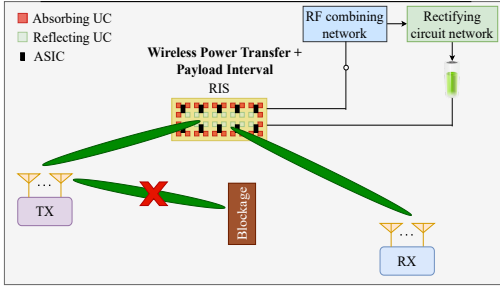 Absorbing UC
Reflecting UC
ASIC
Wireless Power Transfer +
Payload Interval
RIS
RF combining
network
Rectifying
circuit network
...
TX
Blockage
...
RX